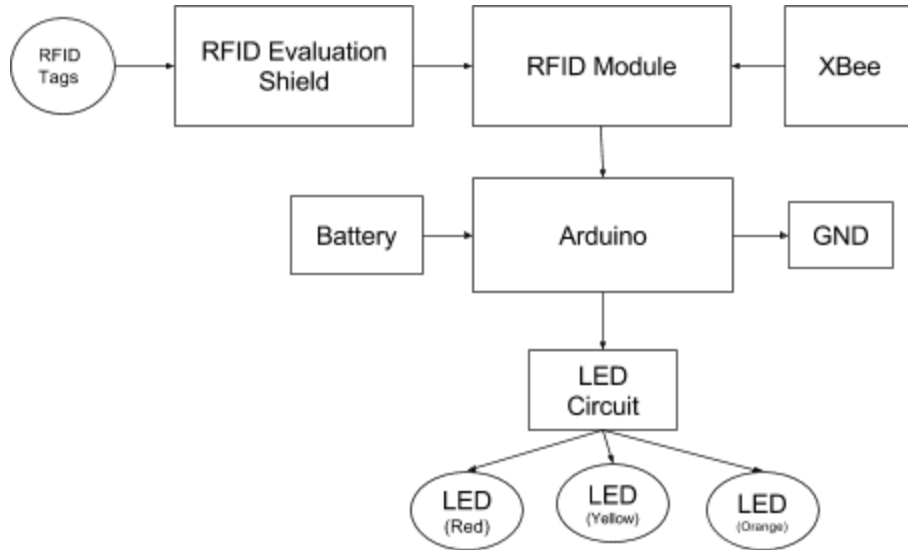 RFID
Tags
RFID Evaluation
Shield
RFID Module
XBee
Battery
Arduino
GND
LED
Circuit
LED
(Red)
LED
(Yellow)
LED
(Orange)